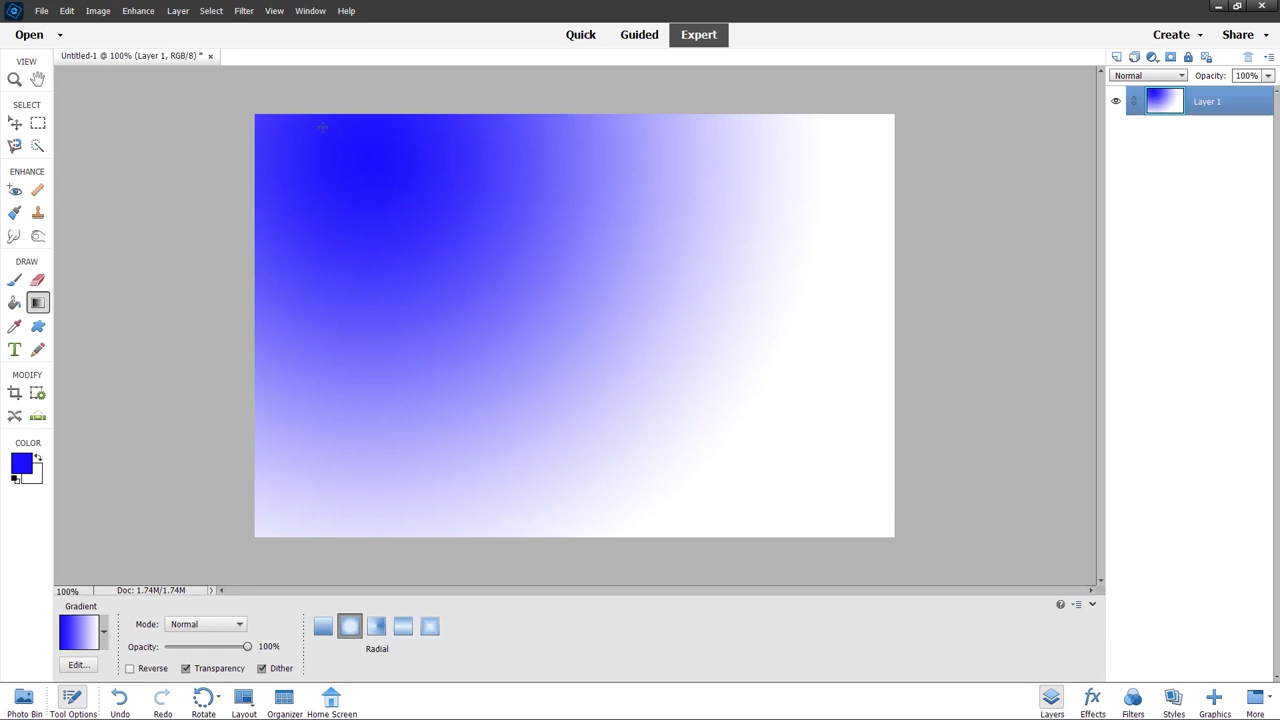 File Edit Image Enhance Layer Select Filter View Window Help
Open Quick Guided Expert Create Share
Untitled-1 @ 100% (Layer 1, RGB/8) * ×
VIEW
SELECT
ENHANCE
DRAW
MODIFY
COLOR
Normal Opacity: 100%
Layer 1
100% Doc: 1.74M/1.74M
Gradient
Mode: Normal
Opacity: 100%
Radial
Edit... Reverse Transparency Dither
Photo Bin Tool Options Undo Redo Rotate Layout Organizer Home Screen Layers Effects Filters Styles Graphics More